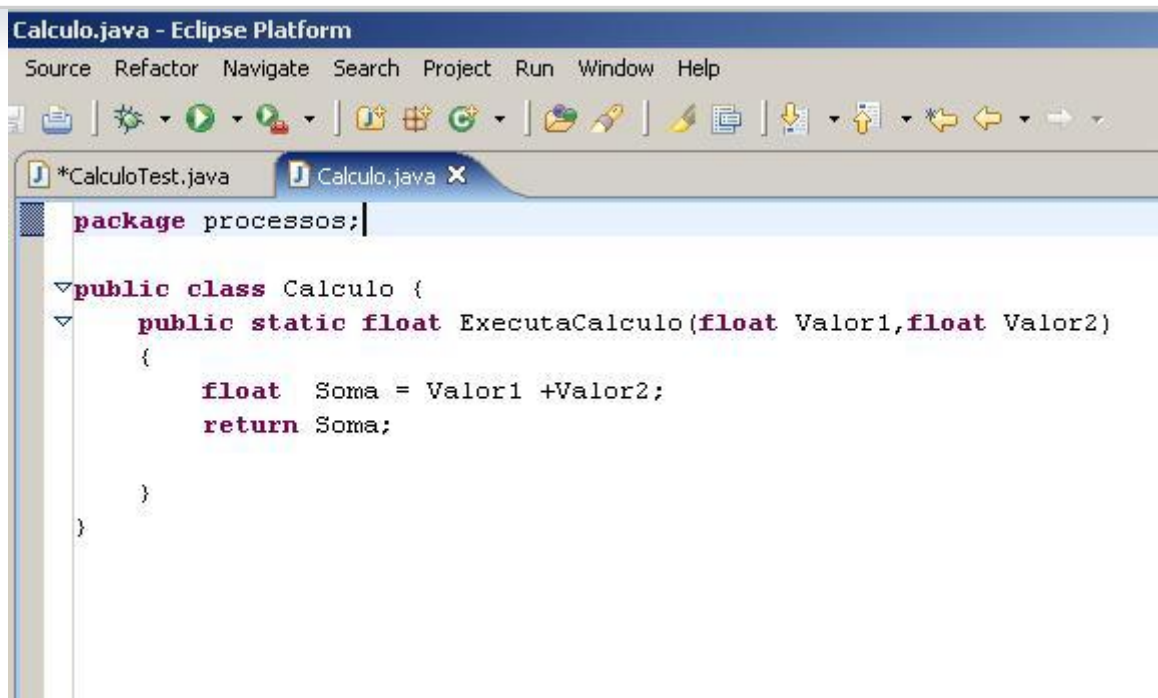 Calculo.java - Eclipse Platform
Source Refactor Navigate Search Project Run Window Help
*CalculoTest.java Calculo.java
package processos;
public class Calculo {
public static float ExecutaCalculo(float Valor1,float Valor2)
{
float Soma = Valor1 +Valor2;
return Soma;
}
}